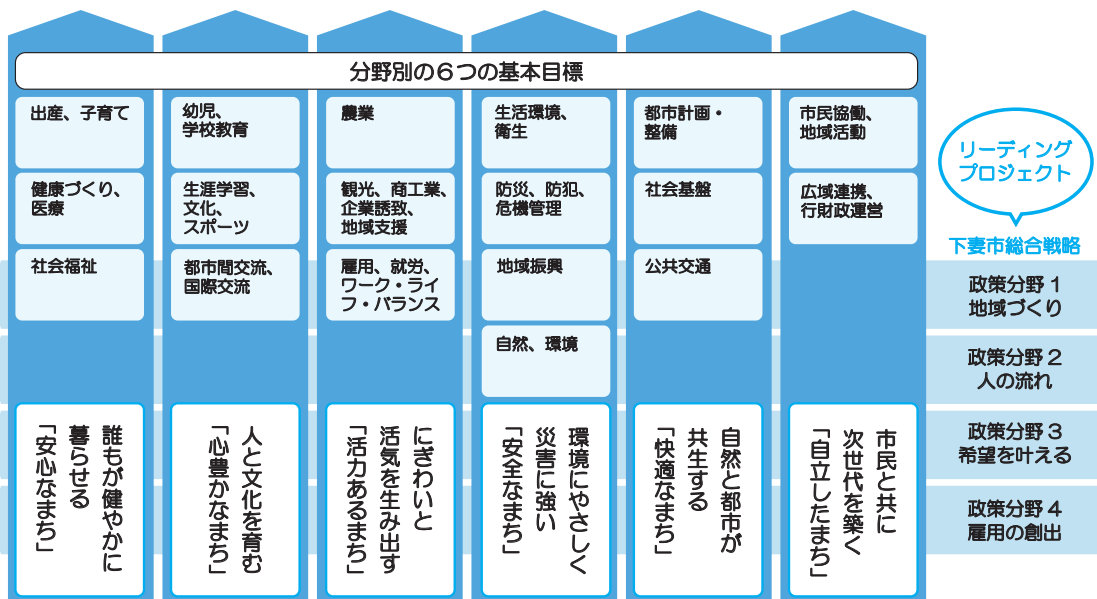 分野別の6つの基本目標
出産、子育て
健康づくり、
医療
社会福祉
誰もが健やかに
暮らせる
「安心なまち」
幼児、
学校教育
生涯学習、
文化、
スポーツ
都市間交流、
国際交流
人と文化を育む
「心豊かなまち」
農業
観光、商工業、
企業誘致、
地域支援
雇用、就労、
ワーク・ライ
フ・バランス
にぎわいと
活気を生み出す
「活力あるまち」
生活環境、
衛生
防災、防犯、
危機管理
地域振興
自然、環境
環境にやさしく
災害に強い
「安全なまち」
都市計画・
整備
社会基盤
公共交通
自然と都市が
共生する
「快適なまち」
市民協働、
地域活動
広域連携、
行財政運営
市民と共に
次世代を築く
「自立したまち」
リーディング
プロジェクト
下妻市総合戦略
政策分野1
地域づくり
政策分野2
人の流れ
政策分野3
希望を叶える
政策分野4
雇用の創出